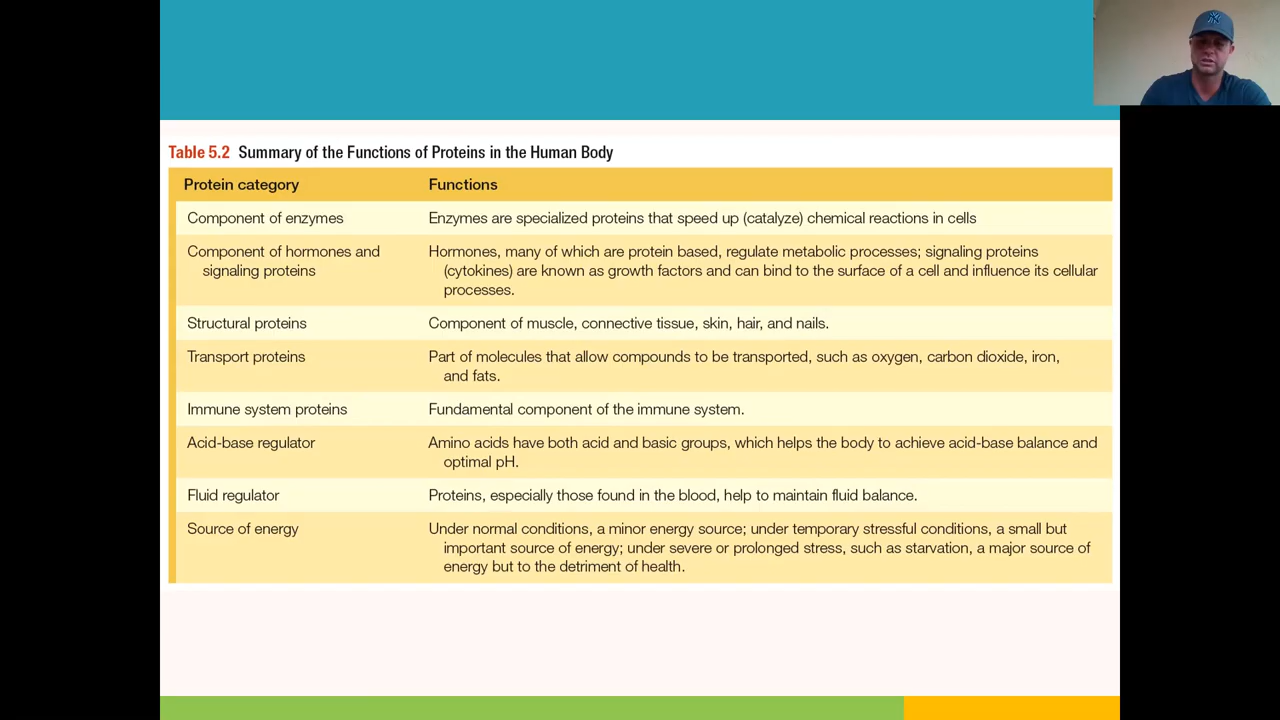 Table 5.2 Summary of the Functions of Proteins in the Human Body
Protein category Functions
Component of enzymes Enzymes are specialized proteins that speed up (catalyze) chemical reactions in cells
Component of hormones and Hormones, many of which are protein based, regulate metabolic processes; signaling proteins
signaling proteins (cytokines) are known as growth factors and can bind to the surface of a cell and influence its cellular
processes.
Structural proteins Component of muscle, connective tissue, skin, hair, and nails.
Transport proteins Part of molecules that allow compounds to be transported, such as oxygen, carbon dioxide, iron,
and fats.
Immune system proteins Fundamental component of the immune system.
Acid-base regulator Amino acids have both acid and basic groups, which helps the body to achieve acid-base balance and
optimal pH.
Fluid regulator Proteins, especially those found in the blood, help to maintain fluid balance.
Source of energy Under normal conditions, a minor energy source; under temporary stressful conditions, a small but
important source of energy; under severe or prolonged stress, such as starvation, a major source of
energy but to the detriment of health.